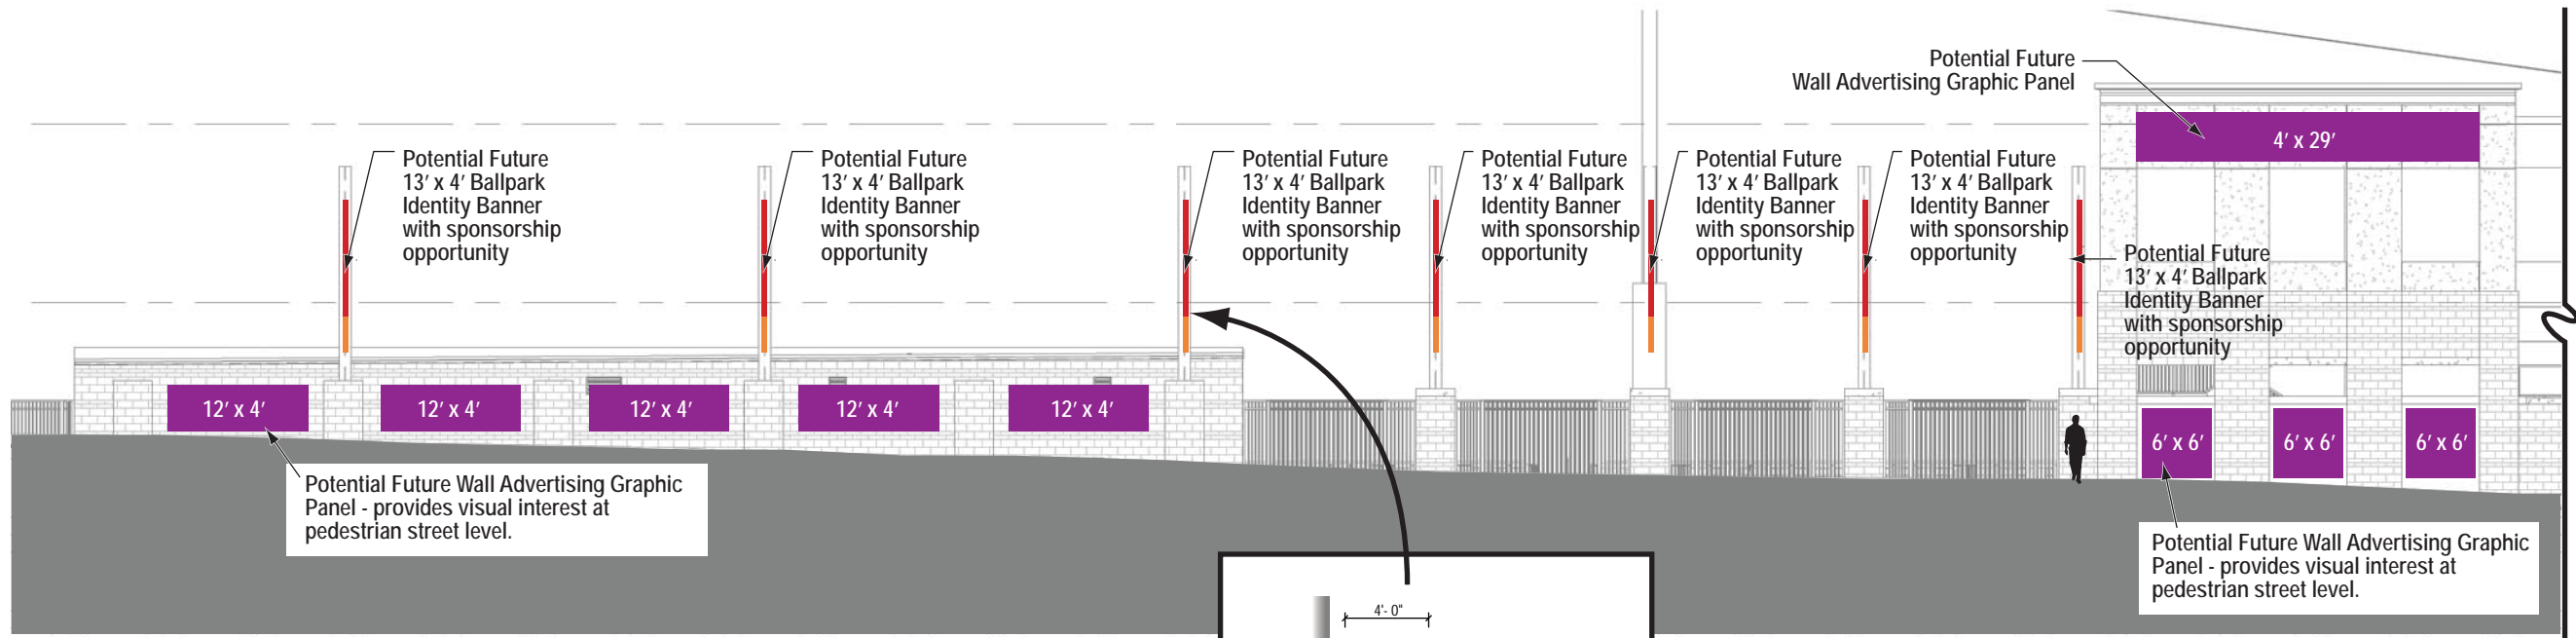 Potential Future
Wall Advertising Graphic Panel
4' x 29'
Potential Future
13' x 4' Ballpark
Identity Banner
with sponsorship
opportunity
Potential Future
13' x 4' Ballpark
Identity Banner
with sponsorship
opportunity
Potential Future
13' x 4' Ballpark
Identity Banner
with sponsorship
opportunity
Potential Future
13' x 4' Ballpark
Identity Banner
with sponsorship
opportunity
Potential Future
13' x 4' Ballpark
Identity Banner
with sponsorship
opportunity
Potential Future
13' x 4' Ballpark
Identity Banner
with sponsorship
opportunity
Potential Future
13' x 4' Ballpark
Identity Banner
with sponsorship
opportunity
12' x 4'
12' x 4'
12' x 4'
12' x 4'
12' x 4'
6' x 6'
6' x 6'
6' x 6'
Potential Future Wall Advertising Graphic
Panel - provides visual interest at
pedestrian street level.
Potential Future Wall Advertising Graphic
Panel - provides visual interest at
pedestrian street level.
4'- 0"